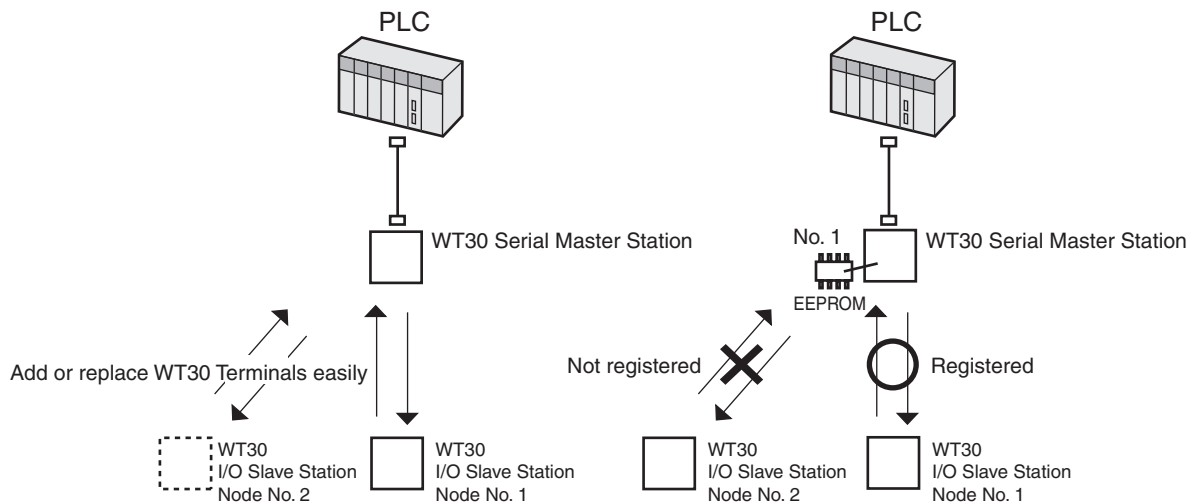 PLC
WT30 Serial Master Station
Add or replace WT30 Terminals easily
WT30
I/O Slave Station
Node No. 2
WT30
I/O Slave Station
Node No. 1
PLC
No. 1
WT30 Serial Master Station
EEPROM
Not registered
Registered
WT30
I/O Slave Station
Node No. 2
WT30
I/O Slave Station
Node No. 1